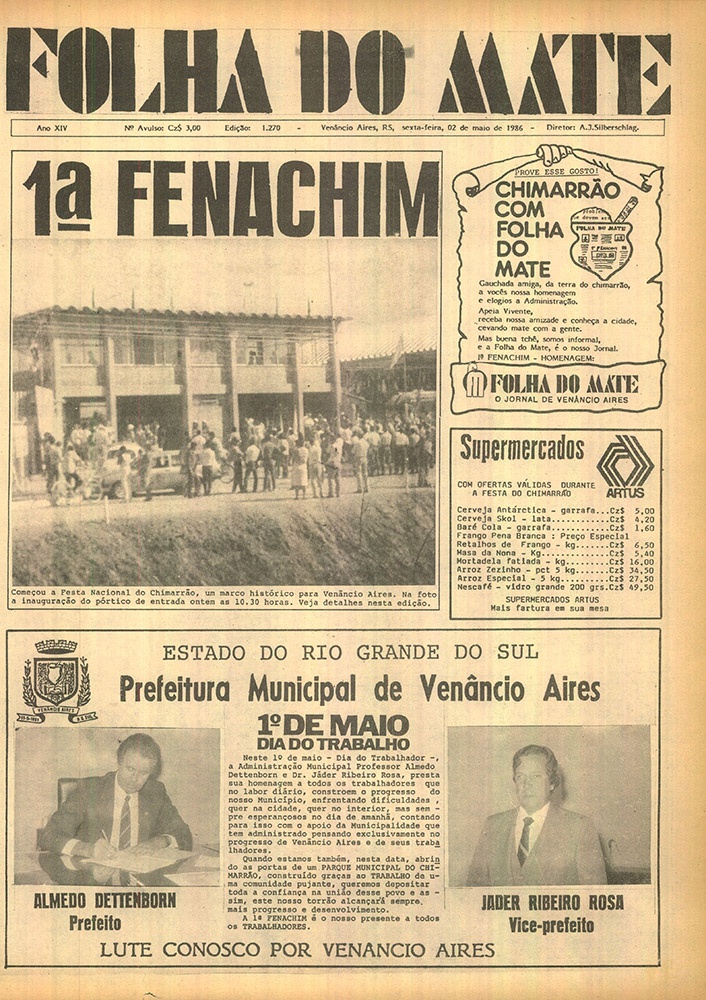 FOLHA DO MATE
Ano XIV Nº Avulso: Cz$ 3,00 Edição: 1.270 - Venâncio Aires, RS, sexta-feira, 02 de maio de 1986 - Diretor: A.J.Silberschlag.
1ª FENACHIM
Começou a Festa Nacional do Chimarrão, um marco histórico para Venâncio Aires. Na foto
a inauguração do pórtico de entrada ontem as 10.30 horas. Veja detalhes nesta edição.
PROVE ESSE GOSTO!
CHIMARRÃO
COM
FOLHA
DO
MATE
FOLHA DO MATE
Gauchada amiga, da terra do chimarrão,
a vocês nossa homenagem
e elogios a Administração.
Apeia Vivente,
receba nossa amizade e conheça a cidade,
cevando mate com a gente.
Mas buena tchê, somos informal,
e a Folha do Mate, é o nosso Jornal.
1ª FENACHIM - HOMENAGEM:
FOLHA DO MATE
O JORNAL DE VENÂNCIO AIRES
Supermercados
ARTUS
COM OFERTAS VÁLIDAS DURANTE
A FESTA DO CHIMARRÃO
Cerveja Antárctica - garrafa...Cz$ 5,00
Cerveja Skol - lata...........Cz$ 4,20
Baré Cola - garrafa...........Cz$ 1,60
Frango Pena Branca : Preço Especial
Retalhos de Frango - kg.......Cz$ 6,50
Masa da Nona - Kg.............Cz$ 5,40
Mortadela fatiada - kg........Cz$ 16,00
Arroz Zezinho - pct 5 kg......Cz$ 34,50
Arroz Especial - 5 kg.........Cz$ 27,50
Nescafé - vidro grande 200 grs.Cz$ 49,50
SUPERMERCADOS ARTUS
Mais fartura em sua mesa
VENÂNCIO AIRES
ESTADO DO RIO GRANDE DO SUL
Prefeitura Municipal de Venâncio Aires
1º DE MAIO
DIA DO TRABALHO
Neste 1º de maio - Dia do Trabalhador -,
a Administração Municipal Professor Almedo
Dettenborn e Dr. Jáder Ribeiro Rosa, presta
sua homenagem a todos os trabalhadores que
no labor diário, constroem o progresso do
nosso Município, enfrentando dificuldades ,
quer na cidade, quer no interior, mas sem -
pre esperançosos no dia de amanhã, contando
para isso com o apoio da Municipalidade que
tem administrado pensando exclusivamente no
progresso de Venâncio Aires e de seus traba
lhadores.
Quando estamos também, nesta data, abrin
do as portas de um PARQUE MUNICIPAL DO CHI-
MARRÃO, construído graças ao TRABALHO de u-
ma comunidade pujante, queremos depositar
toda a confiança na união desse povo e as -
sim, este nosso torrão alcançará sempre
mais progresso e desenvolvimento.
A 1ª FENACHIM é o nosso presente a todos
os TRABALHADORES.
ALMEDO DETTENBORN
Prefeito
JADER RIBEIRO ROSA
Vice-prefeito
LUTE CONOSCO POR VENANCIO AIRES